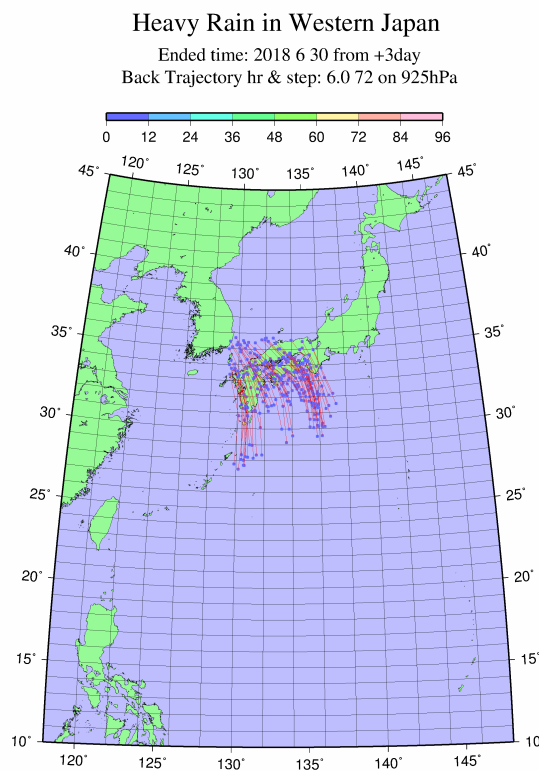 Heavy Rain in Western Japan
Ended time: 2018 6 30 from +3day
Back Trajectory hr & step: 6.0 72 on 925hPa
0 12 24 36 48 60 72 84 96
120° 125° 130° 135° 140° 145°
45° 45°
40° 40°
35° 35°
30° 30°
25° 25°
20° 20°
15° 15°
10° 10°
120° 125° 130° 135° 140° 145°